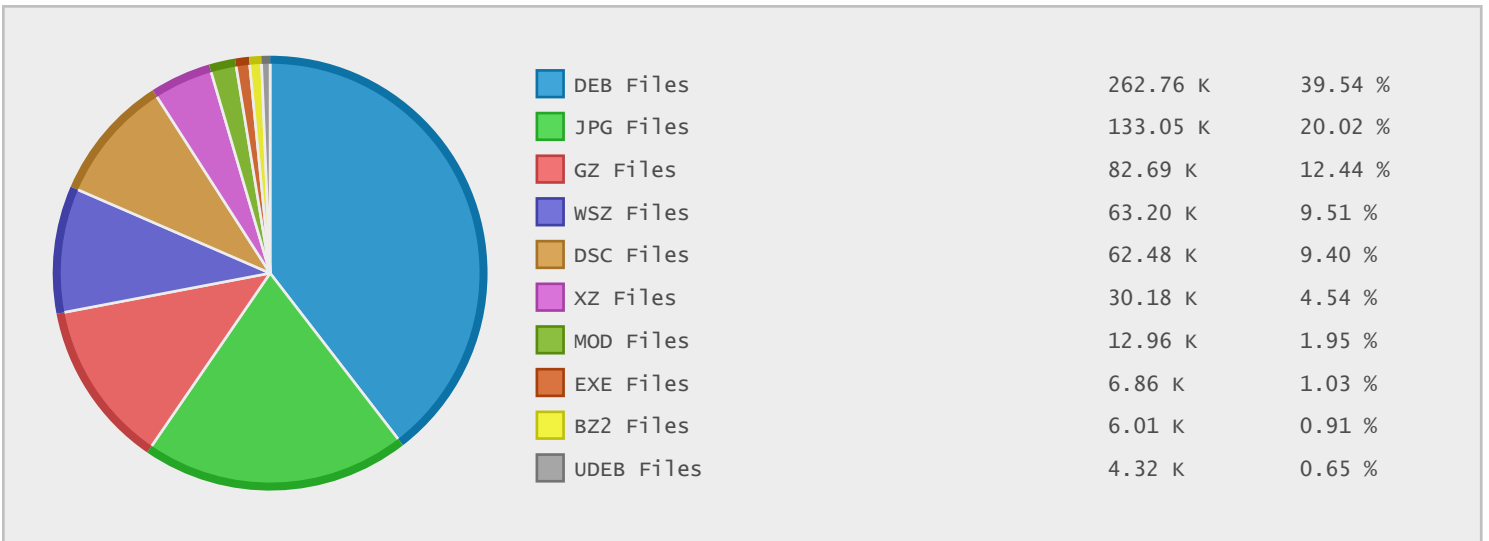 DEB Files 262.76 K 39.54 %
JPG Files 133.05 K 20.02 %
GZ Files 82.69 K 12.44 %
WSZ Files 63.20 K 9.51 %
DSC Files 62.48 K 9.40 %
XZ Files 30.18 K 4.54 %
MOD Files 12.96 K 1.95 %
EXE Files 6.86 K 1.03 %
BZ2 Files 6.01 K 0.91 %
UDEB Files 4.32 K 0.65 %